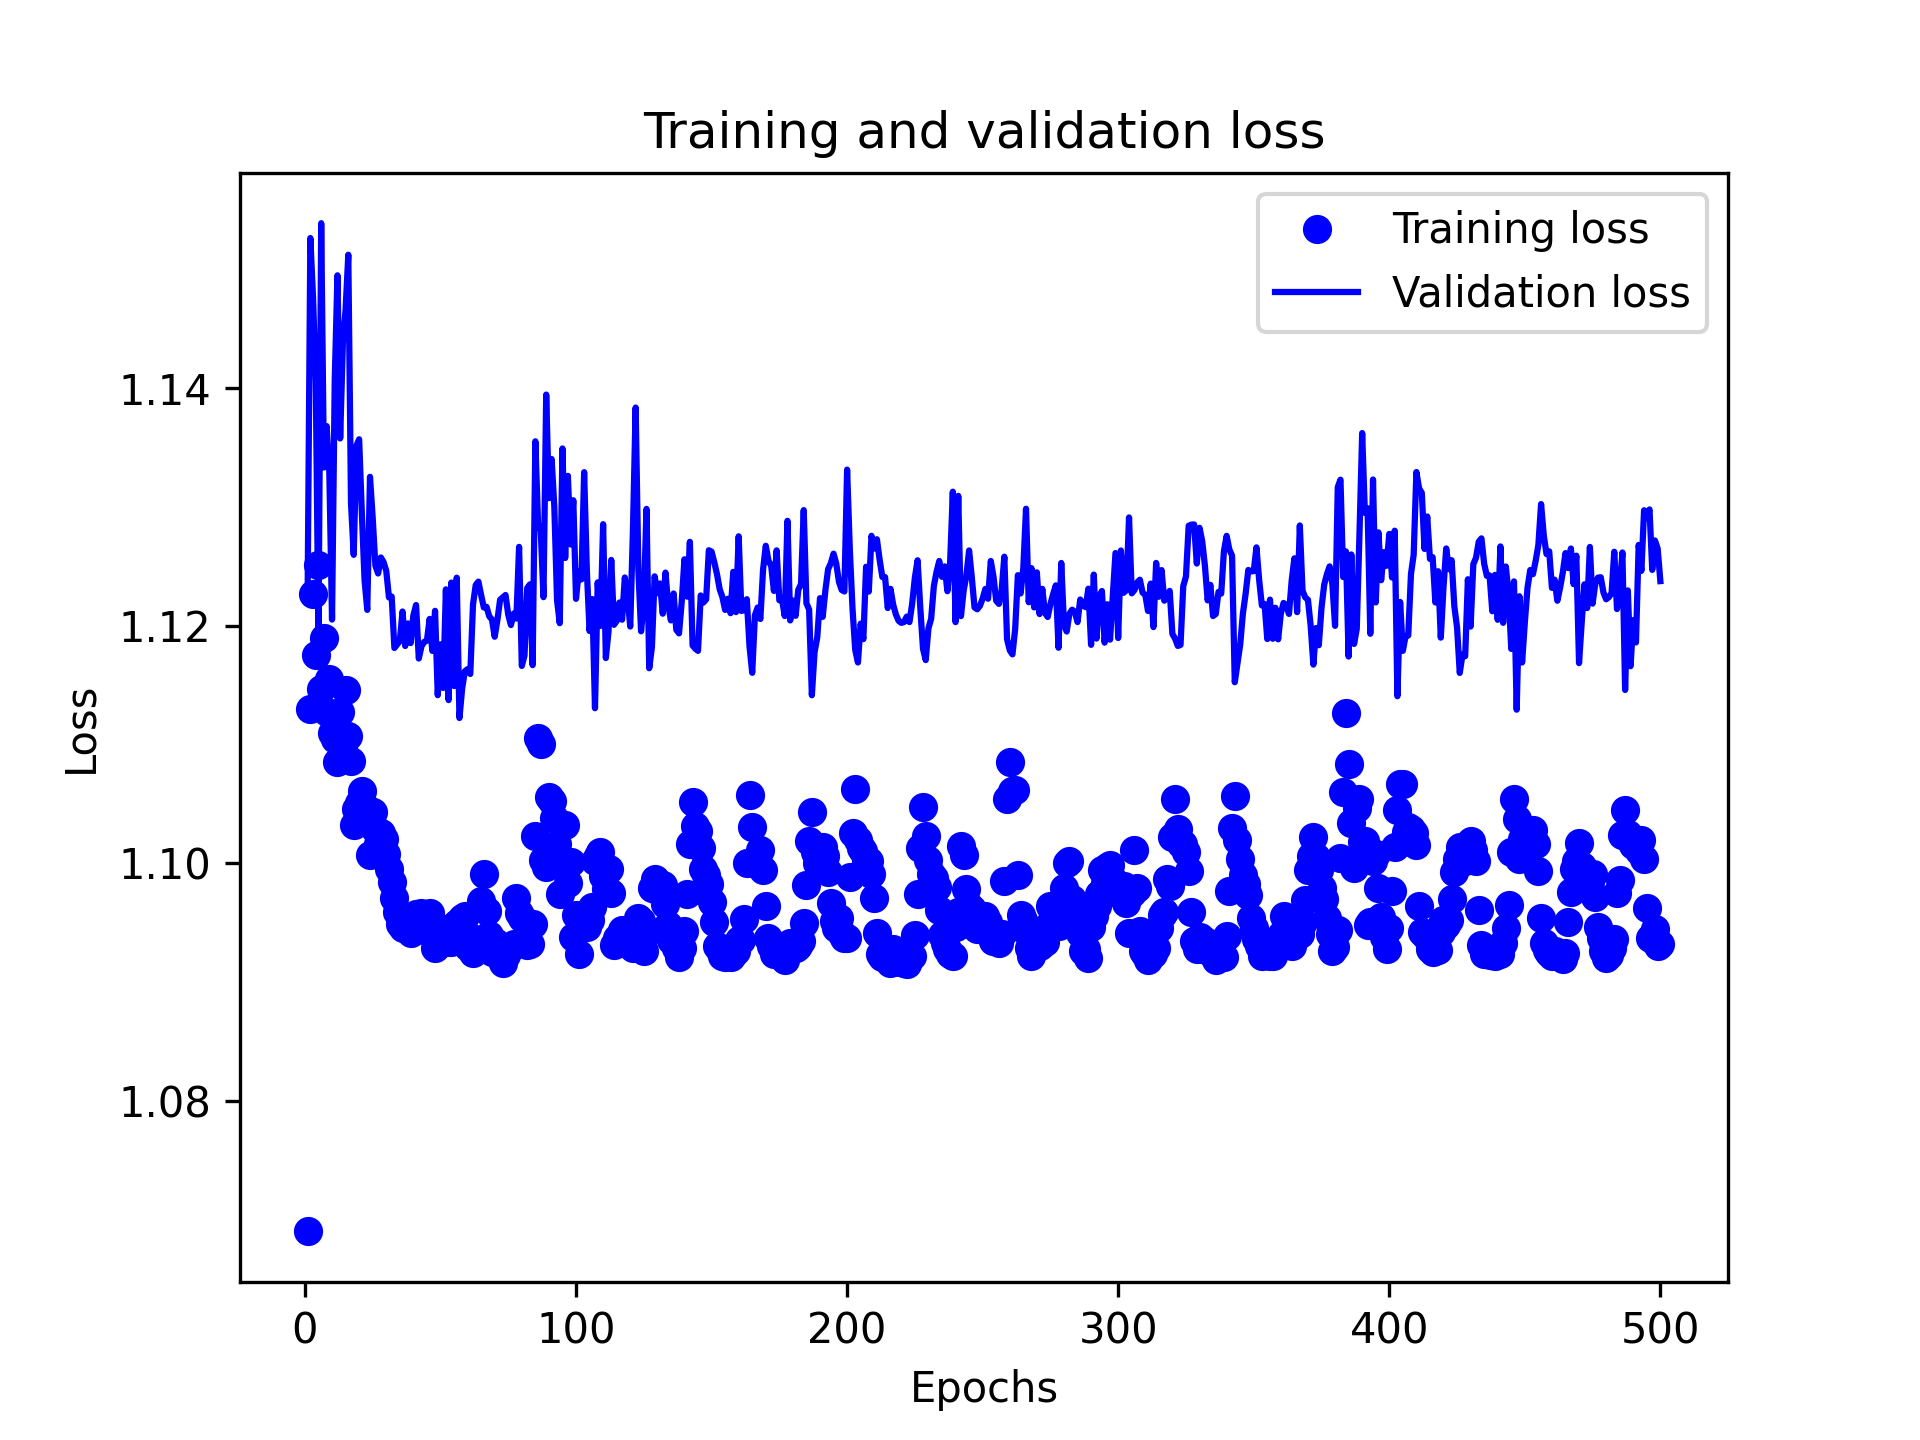 Training and validation loss
Training loss
Validation loss
1.14
1.12
1.10
1.08
Loss
0 100 200 300 400 500
Epochs